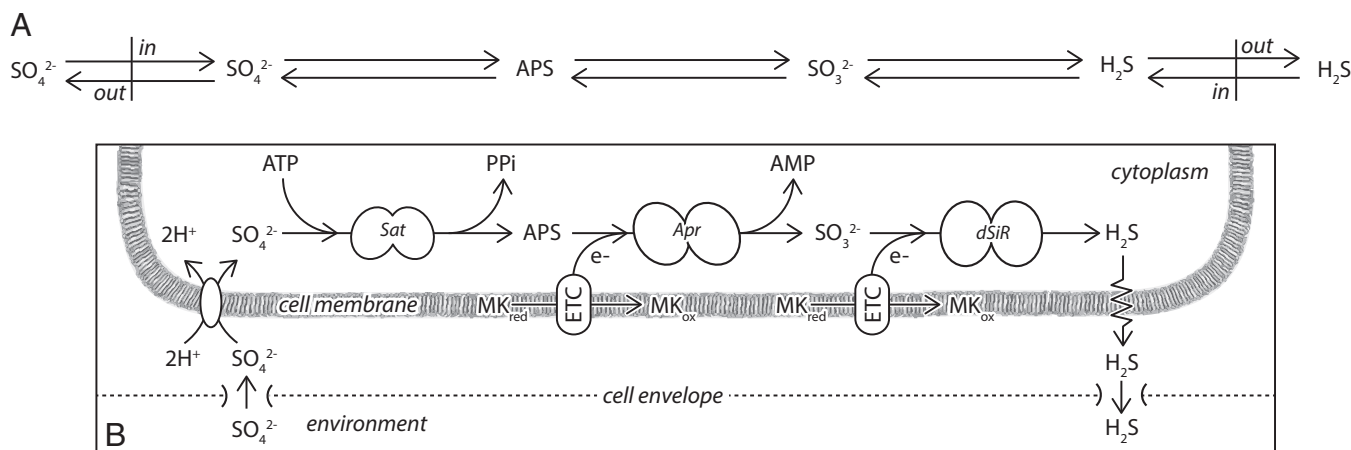 A
in out
SO₄²⁻ SO₄²⁻ APS SO₃²⁻ H₂S H₂S
out in
ATP PPi AMP cytoplasm
2H⁺ SO₄²⁻ Sat APS Apr SO₃²⁻ dSiR H₂S
e- e-
cell membrane MKred ETC MKox MKred ETC MKox
2H⁺ SO₄²⁻ H₂S
cell envelope
B SO₄²⁻ environment H₂S